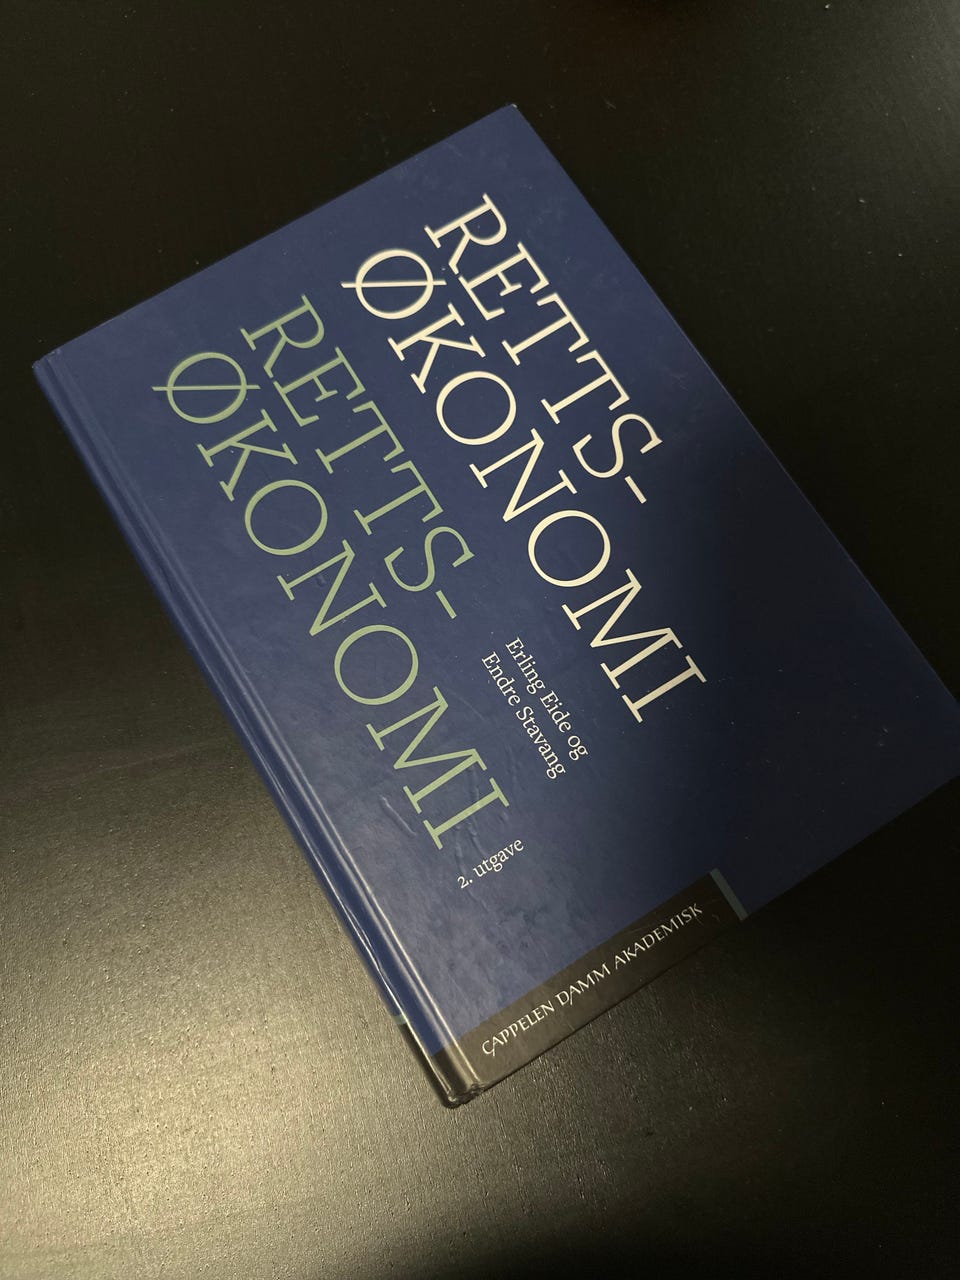 RETTS-
ØKONOMI
RETTS-
ØKONOMI
Erling Eide og
Endre Stavang
2. utgave
CAPPELEN DAMM AKADEMISK